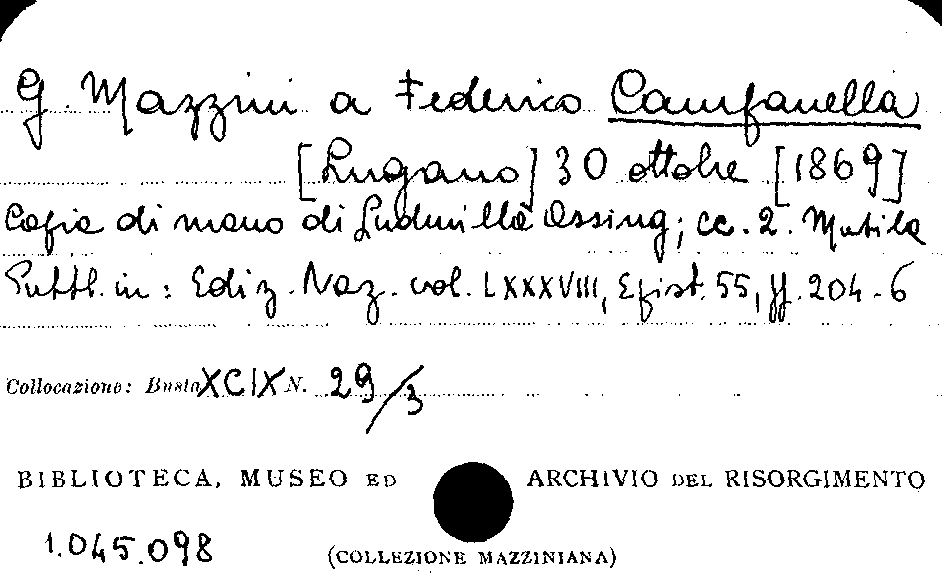 G. Mazzini a Federico Campanella
[Lugano] 30 ottobre [1869]
Copia di mano di Ludmilla Assing; cc. 2. Mutila
Pubbl. in: Ediz. Naz. vol. LXXXVIII, Epist. 55, pp. 204-6
Collocazione: Busta XCIX N. 29/3
BIBLIOTECA, MUSEO ED ARCHIVIO DEL RISORGIMENTO
1.045.098
(COLLEZIONE MAZZINIANA)